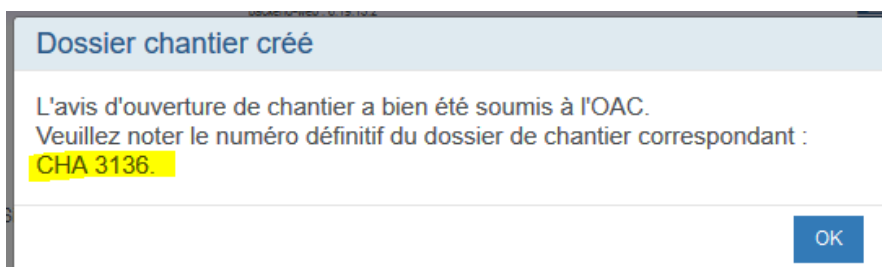 Dossier chantier créé
L'avis d'ouverture de chantier a bien été soumis à l'OAC.
Veuillez noter le numéro définitif du dossier de chantier correspondant :
CHA 3136.
OK